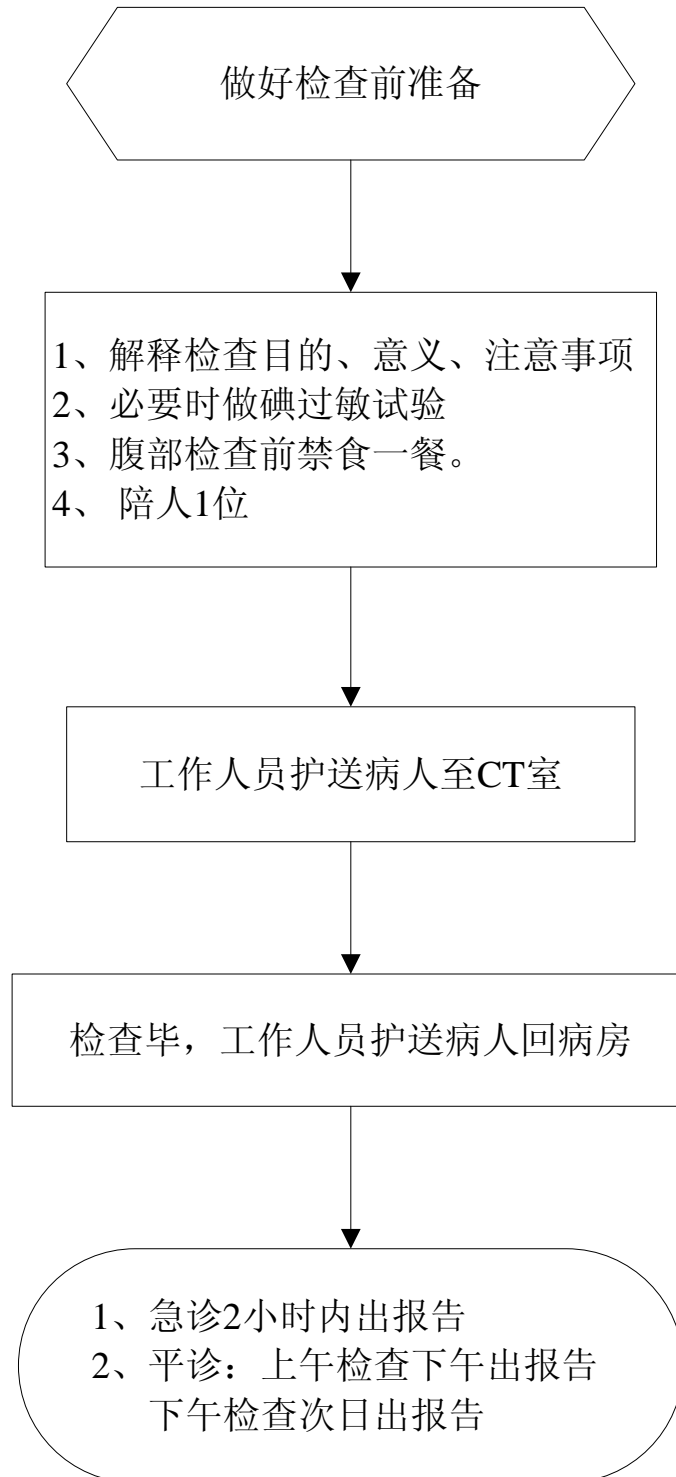 做好检查前准备
1、解释检查目的、意义、注意事项
2、必要时做碘过敏试验
3、腹部检查前禁食一餐。
4、 陪人1位
工作人员护送病人至CT室
检查毕，工作人员护送病人回病房
1、急诊2小时内出报告
2、平诊：上午检查下午出报告
下午检查次日出报告